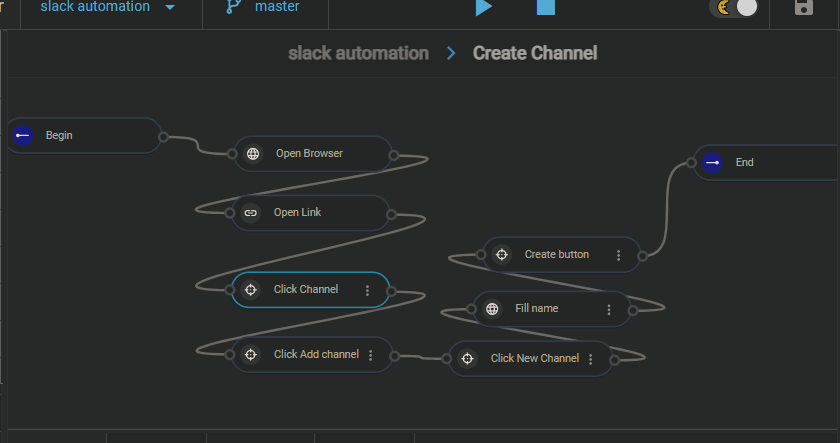 slack automation
master
slack automation > Create Channel
Begin
Open Browser
Open Link
Click Channel
Click Add channel
Click New Channel
Fill name
Create button
End